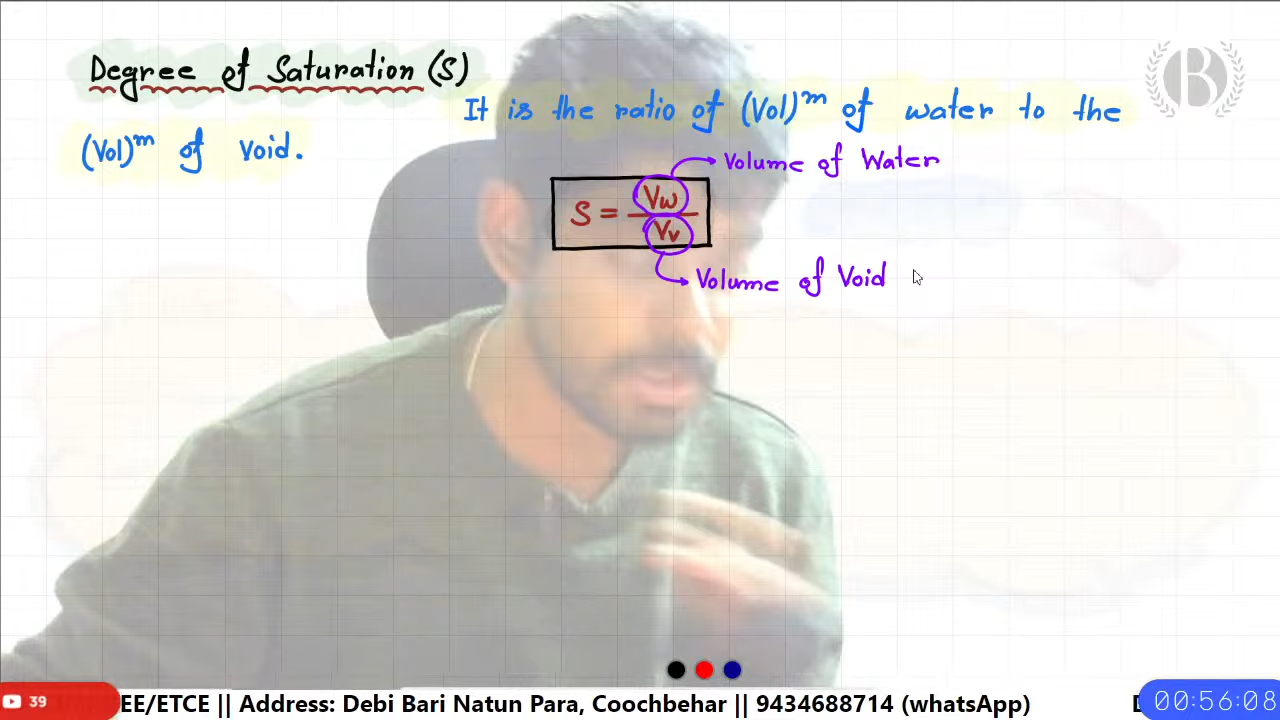 Degree of Saturation (S)
It is the ratio of (Vol)ᵐ of water to the
(Vol)ᵐ of Void.
Volume of Water
S = Vw / Vv
Volume of Void
39
EE/ETCE || Address: Debi Bari Natun Para, Coochbehar || 9434688714 (whatsApp)
00:56:08
B